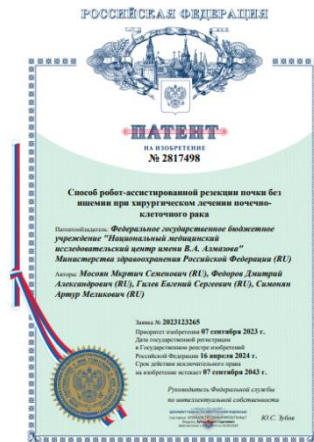 РОССИЙСКАЯ ФЕДЕРАЦИЯ
ПАТЕНТ
НА ИЗОБРЕТЕНИЕ
№ 2817498
Способ робот-ассистированной резекции почки без
ишемии при хирургическом лечении почечно-
клеточного рака
Патентообладатель: Федеральное государственное бюджетное
учреждение "Национальный медицинский
исследовательский центр имени В.А. Алмазова"
Министерства здравоохранения Российской Федерации (RU)
Авторы: Мосоян Мкртич Семенович (RU), Федоров Дмитрий
Александрович (RU), Гилев Евгений Сергеевич (RU), Симонян
Артур Меликович (RU)
Заявка № 2023123265
Приоритет изобретения 07 сентября 2023 г.
Дата государственной регистрации
в Государственном реестре изобретений
Российской Федерации 16 апреля 2024 г.
Срок действия исключительного права
на изобретение истекает 07 сентября 2043 г.
Руководитель Федеральной службы
по интеллектуальной собственности
Ю.С. Зубов